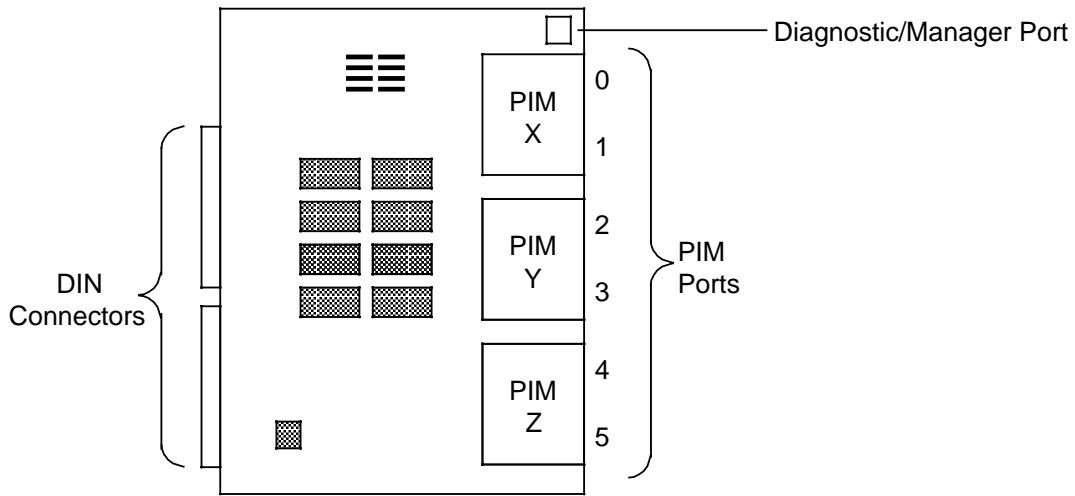 Diagnostic/Manager Port
PIM
X
0
1
PIM
Y
2
3
PIM
Ports
DIN
Connectors
PIM
Z
4
5